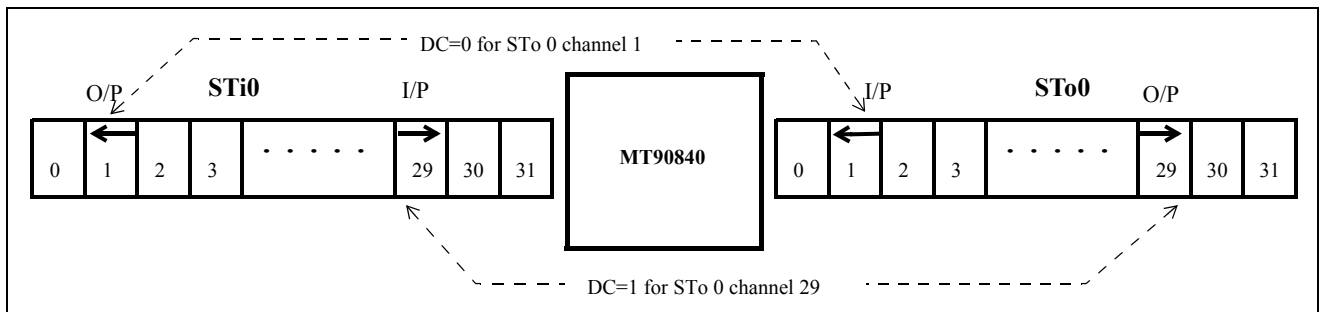 DC=0 for STo 0 channel 1
O/P STi0 I/P
I/P STo0 O/P
0 1 2 3 . . . . . 29 30 31
MT90840
0 1 2 3 . . . . . 29 30 31
DC=1 for STo 0 channel 29